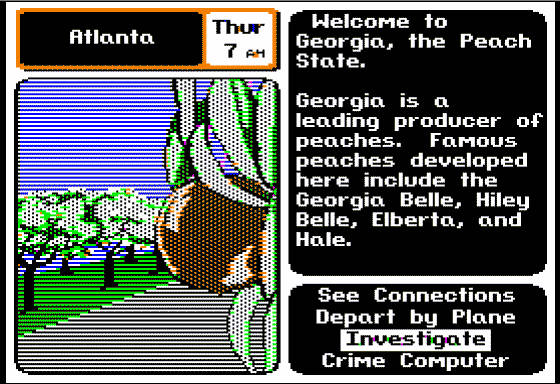 Atlanta
Thur
7 AM
Welcome to
Georgia, the Peach
State.
Georgia is a
leading producer of
peaches. Famous
peaches developed
here include the
Georgia Belle, Hiley
Belle, Elberta, and
Hale.
See Connections
Depart by Plane
Investigate
Crime Computer